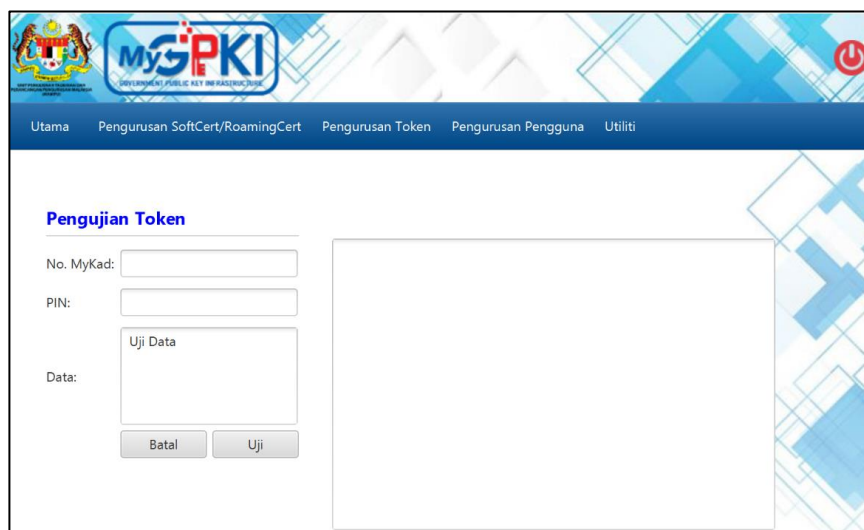 MyGPKI
GOVERNMENT PUBLIC KEY INFRASTRUCTURE
Utama Pengurusan SoftCert/RoamingCert Pengurusan Token Pengurusan Pengguna Utiliti
Pengujian Token
No. MyKad:
PIN:
Uji Data
Data:
Batal Uji